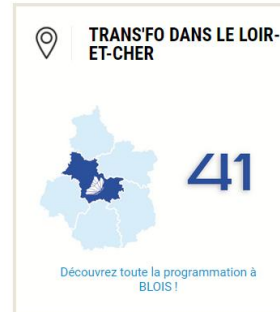 TRANS'FO DANS LE LOIR-
ET-CHER
41
Découvrez toute la programmation à
BLOIS !